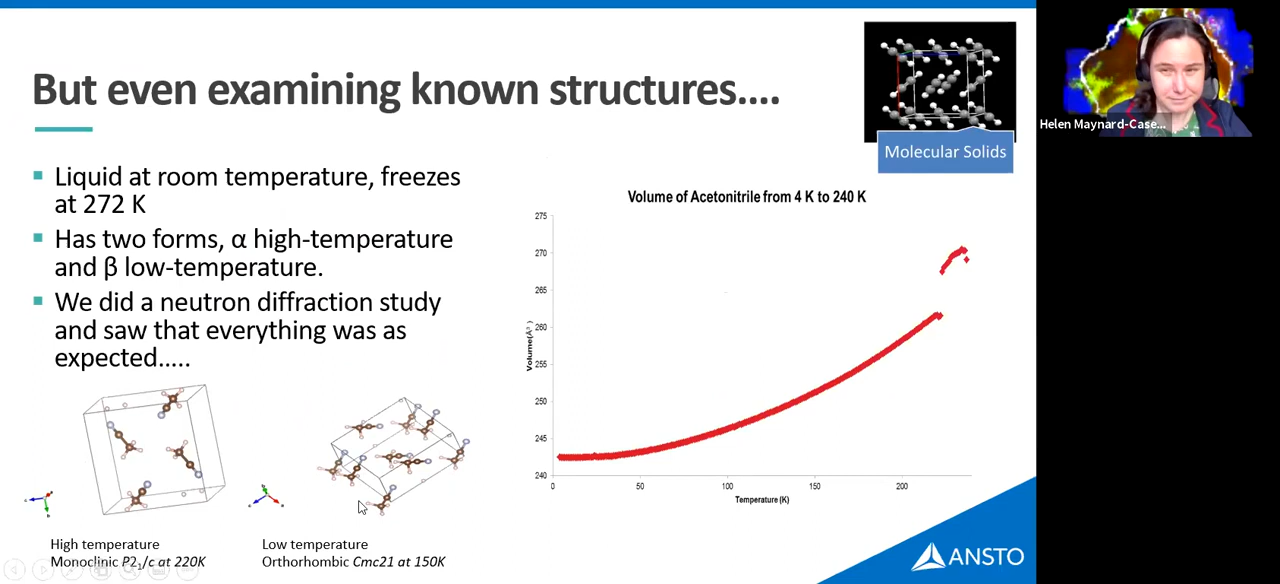 But even examining known structures....
Molecular Solids
Helen Maynard-Case...
Liquid at room temperature, freezes
at 272 K
Has two forms, α high-temperature
and β low-temperature.
We did a neutron diffraction study
and saw that everything was as
expected.....
Volume of Acetonitrile from 4 K to 240 K
275
270
265
260
255
250
245
240
Volume(Å³)
0
50
100
150
200
Temperature (K)
High temperature
Monoclinic P2₁/c at 220K
Low temperature
Orthorhombic Cmc21 at 150K
ANSTO